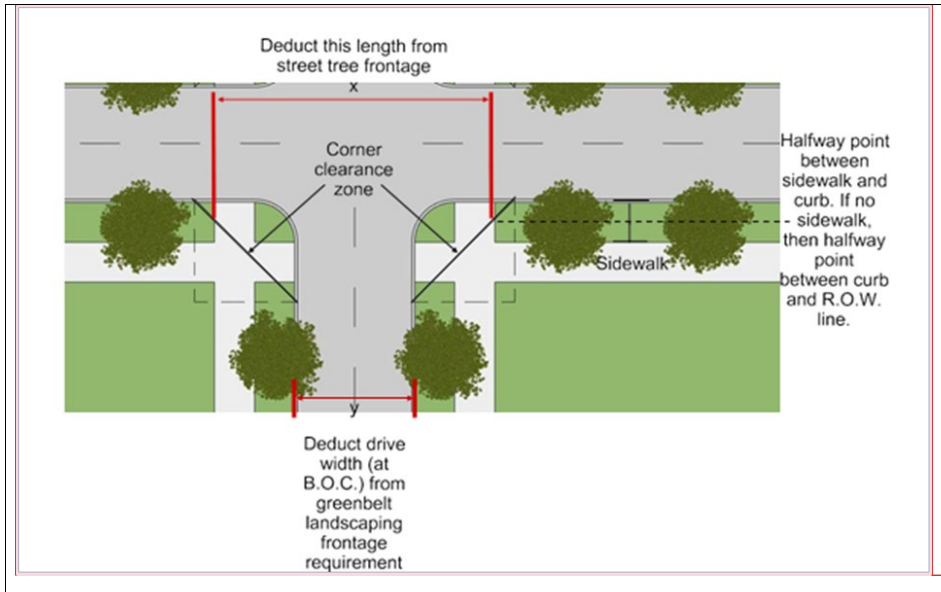 Deduct this length from
street tree frontage
x
Corner
clearance
zone
Halfway point
between
sidewalk and
curb. If no
sidewalk,
then halfway
point
between curb
and R.O.W.
line.
Sidewalk
y
Deduct drive
width (at
B.O.C.) from
greenbelt
landscaping
frontage
requirement